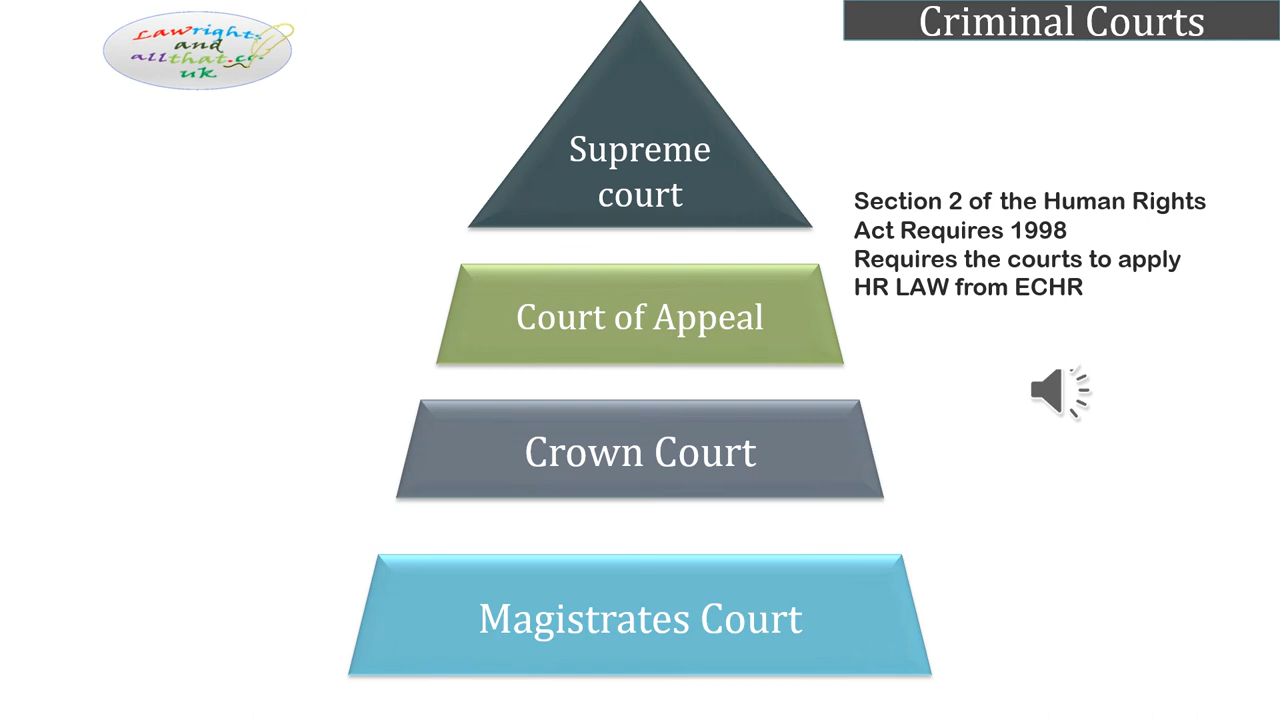 Lawrights
and
allthat.co.
uk
Criminal Courts
Supreme
court
Section 2 of the Human Rights
Act Requires 1998
Requires the courts to apply
HR LAW from ECHR
Court of Appeal
Crown Court
Magistrates Court